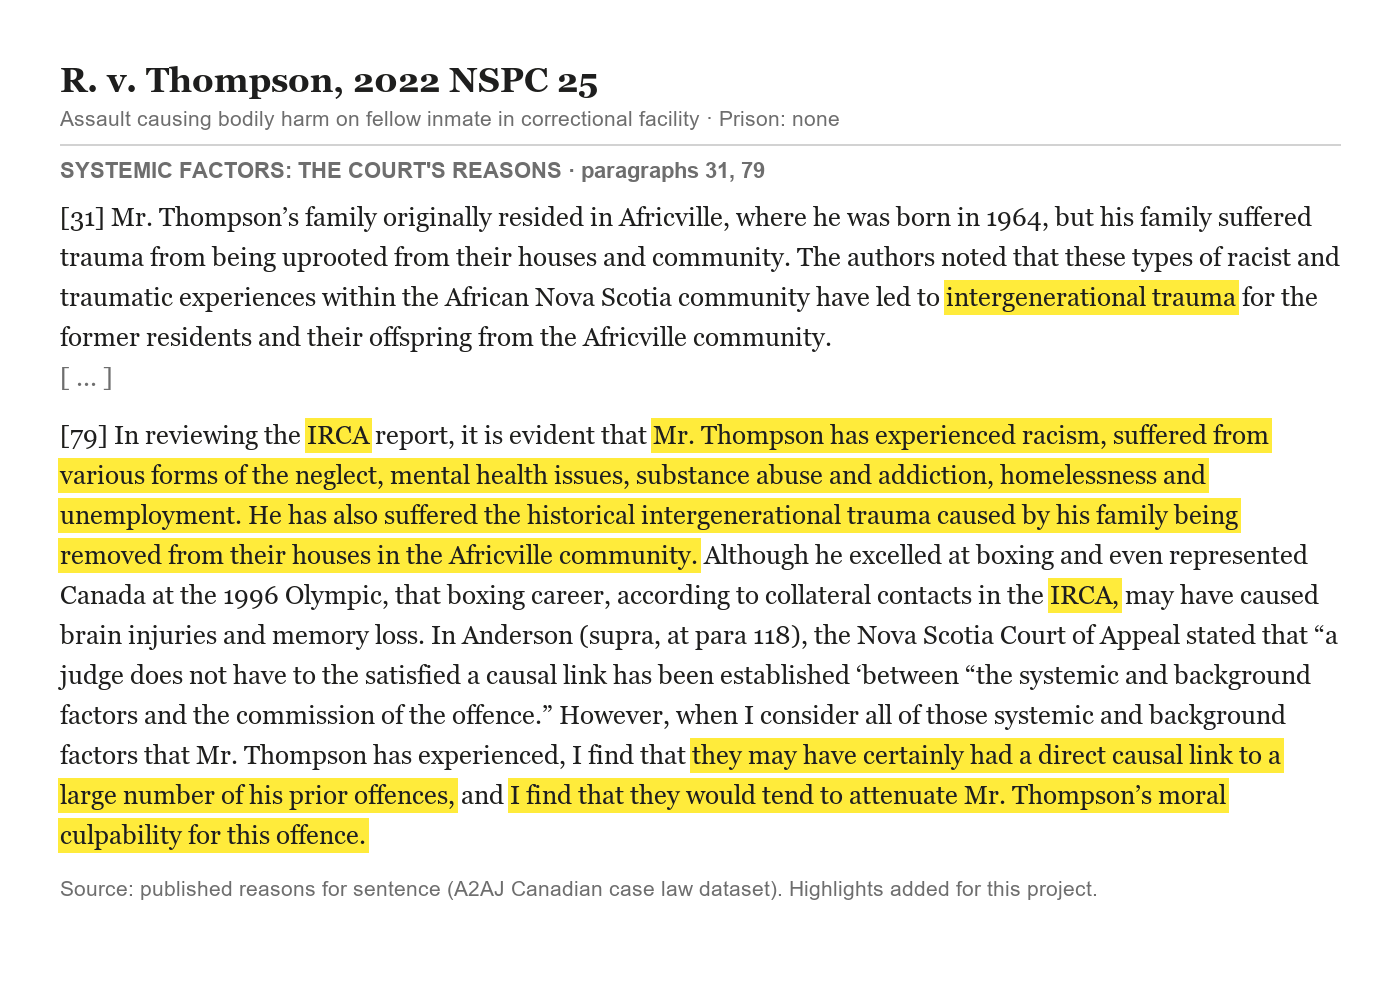 R. v. Thompson, 2022 NSPC 25
Assault causing bodily harm on fellow inmate in correctional facility · Prison: none
SYSTEMIC FACTORS: THE COURT'S REASONS · paragraphs 31, 79
[31] Mr. Thompson’s family originally resided in Africville, where he was born in 1964, but his family suffered
trauma from being uprooted from their houses and community. The authors noted that these types of racist and
traumatic experiences within the African Nova Scotia community have led to intergenerational trauma for the
former residents and their offspring from the Africville community.
[ ... ]
[79] In reviewing the IRCA report, it is evident that Mr. Thompson has experienced racism, suffered from
various forms of the neglect, mental health issues, substance abuse and addiction, homelessness and
unemployment. He has also suffered the historical intergenerational trauma caused by his family being
removed from their houses in the Africville community. Although he excelled at boxing and even represented
Canada at the 1996 Olympic, that boxing career, according to collateral contacts in the IRCA, may have caused
brain injuries and memory loss. In Anderson (supra, at para 118), the Nova Scotia Court of Appeal stated that “a
judge does not have to the satisfied a causal link has been established ‘between “the systemic and background
factors and the commission of the offence.” However, when I consider all of those systemic and background
factors that Mr. Thompson has experienced, I find that they may have certainly had a direct causal link to a
large number of his prior offences, and I find that they would tend to attenuate Mr. Thompson’s moral
culpability for this offence.
Source: published reasons for sentence (A2AJ Canadian case law dataset). Highlights added for this project.